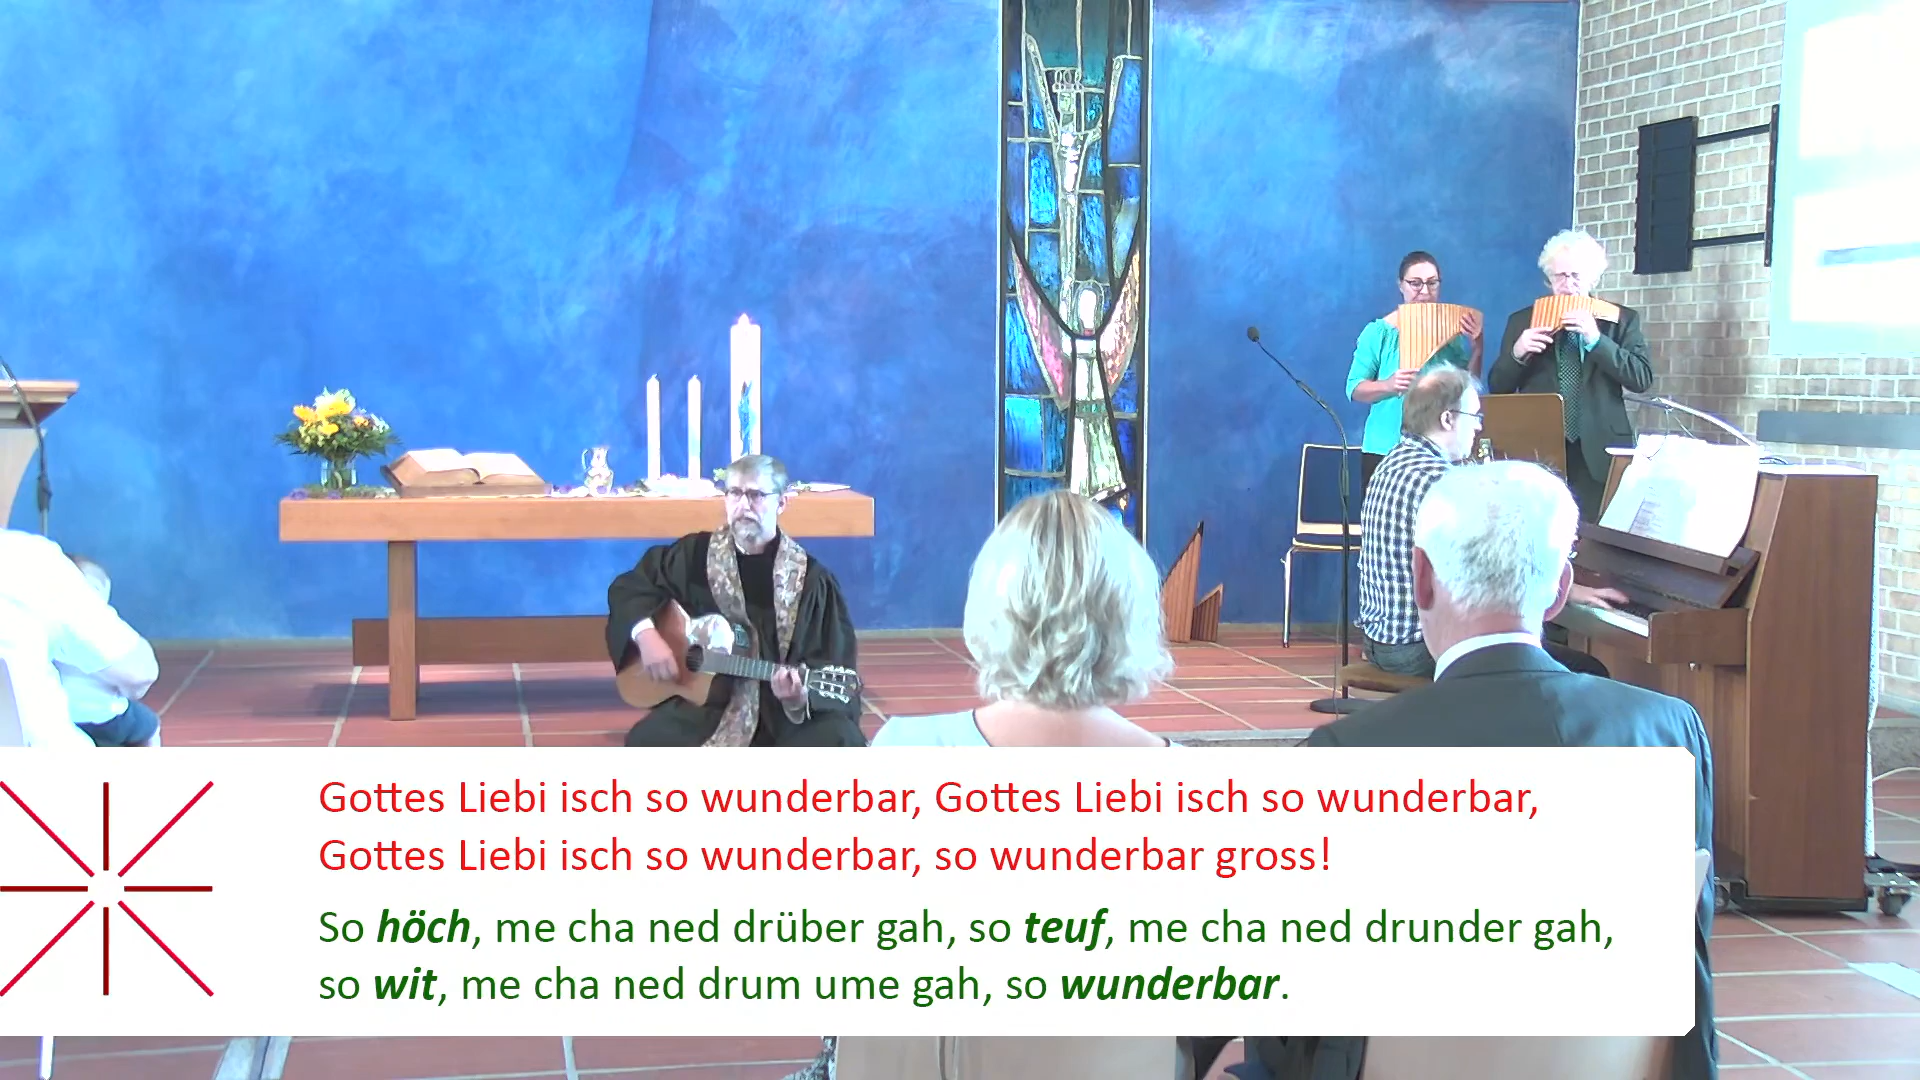 Gottes Liebi isch so wunderbar, Gottes Liebi isch so wunderbar,
Gottes Liebi isch so wunderbar, so wunderbar gross!
So höch, me cha ned drüber gah, so teuf, me cha ned drunder gah,
so wit, me cha ned drum ume gah, so wunderbar.